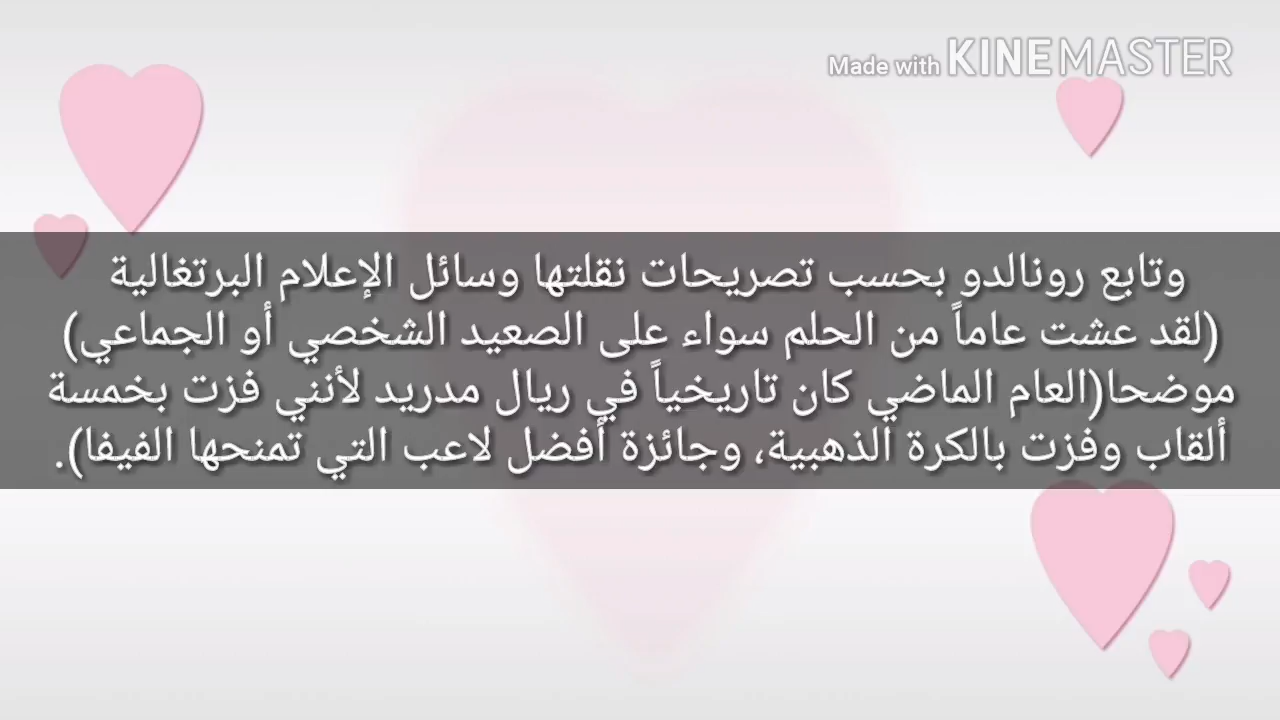 Made with KINEMASTER
وتابع رونالدو بحسب تصريحات نقلتها وسائل الإعلام البرتغالية
(لقد عشت عاماً من الحلم سواء على الصعيد الشخصي أو الجماعي)
موضحا(العام الماضي كان تاريخياً في ريال مدريد لأنني فزت بخمسة
ألقاب وفزت بالكرة الذهبية، وجائزة أفضل لاعب التي تمنحها الفيفا).